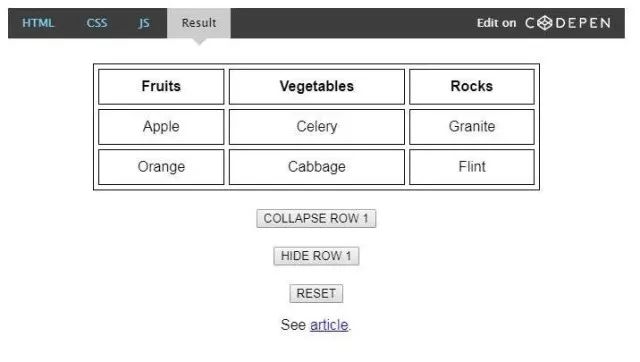 HTML CSS JS Result Edit on CODEPEN
Fruits Vegetables Rocks
Apple Celery Granite
Orange Cabbage Flint
COLLAPSE ROW 1
HIDE ROW 1
RESET
See article.